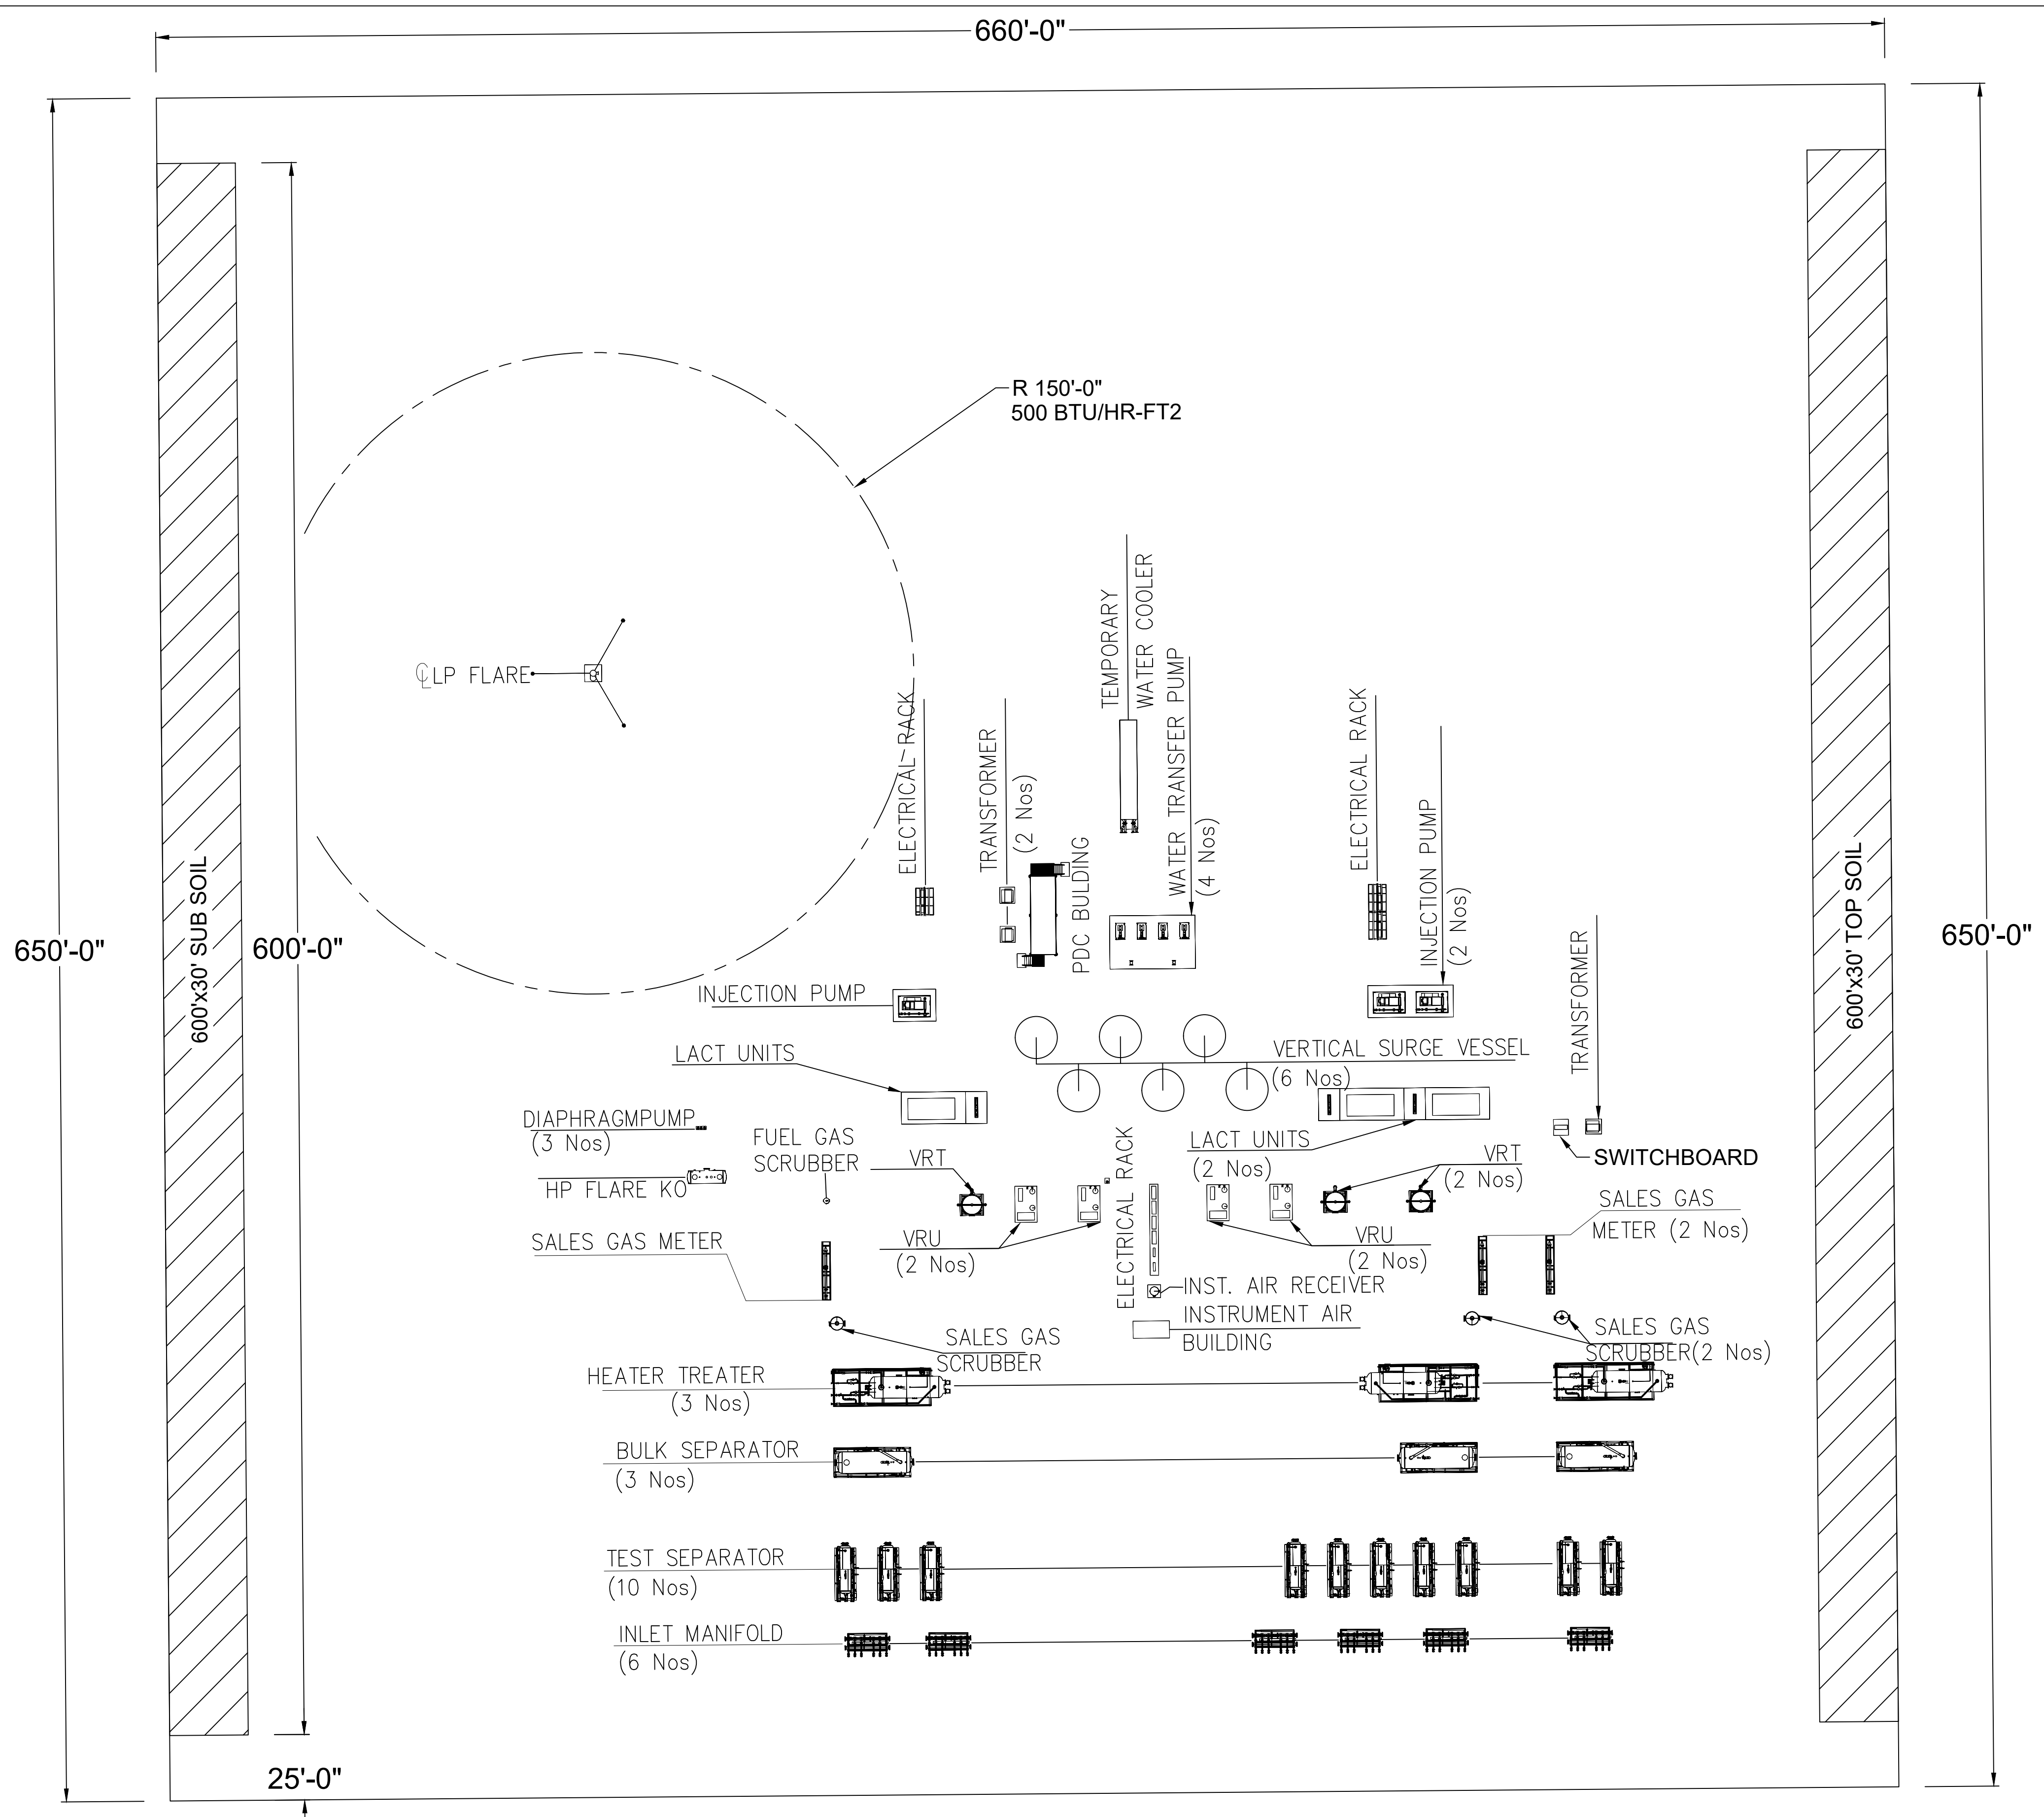 660'-0"
R 150'-0"
500 BTU/HR-FT2
℄LP FLARE
TEMPORARY
WATER COOLER
WATER TRANSFER PUMP
(4 Nos)
ELECTRICAL RACK
TRANSFORMER
(2 Nos)
PDC BULDING
ELECTRICAL RACK
INJECTION PUMP
(2 Nos)
650'-0"
600'x30' SUB SOIL
600'-0"
600'x30' TOP SOIL
650'-0"
INJECTION PUMP
TRANSFORMER
LACT UNITS
VERTICAL SURGE VESSEL
(6 Nos)
DIAPHRAGMPUMP
(3 Nos)
FUEL GAS
SCRUBBER
VRT
ELECTRICAL RACK
LACT UNITS
(2 Nos)
VRT
(2 Nos)
SWITCHBOARD
HP FLARE KO
SALES GAS
METER (2 Nos)
SALES GAS METER
VRU
(2 Nos)
VRU
(2 Nos)
INST. AIR RECEIVER
INSTRUMENT AIR
BUILDING
SALES GAS
SCRUBBER
SALES GAS
SCRUBBER(2 Nos)
HEATER TREATER
(3 Nos)
BULK SEPARATOR
(3 Nos)
TEST SEPARATOR
(10 Nos)
INLET MANIFOLD
(6 Nos)
25'-0"